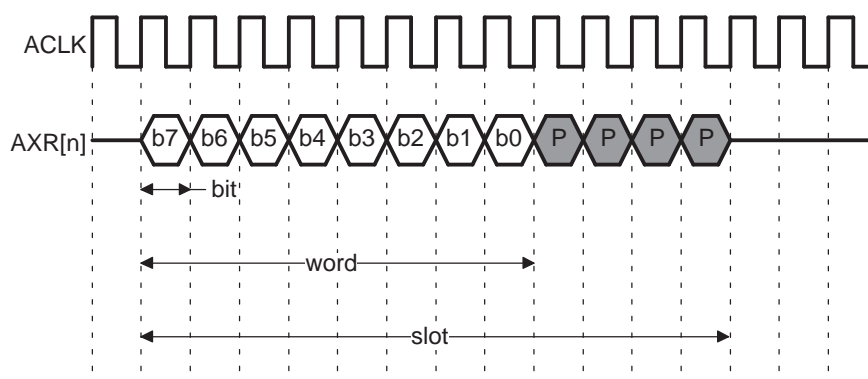 ACLK
AXR[n] b7 b6 b5 b4 b3 b2 b1 b0 P P P P
bit
word
slot